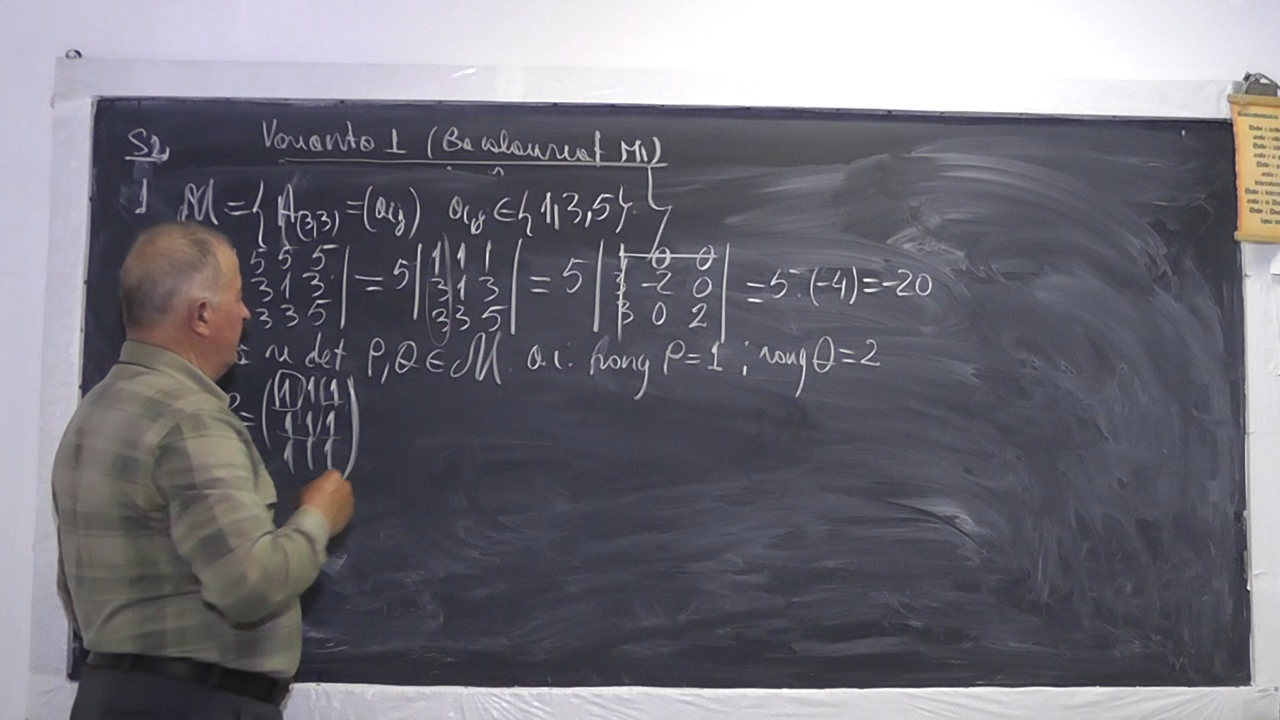 S2 Varianta 1 (Bacalaureat M1)
1 M = { A(3,3) = (aij) ai,j ∈ {1,3,5} }
5 5 5 | = 5 | 1 1 1 | = 5 | 1 0 0 | = 5·(-4) = -20
3 1 3 | 3 1 3 | 3 -2 0 |
3 3 5 | 3 3 5 | 3 0 2 |
det P,Q ∈ M a.i. rang P = 1 ; rang Q = 2
= ( 1 1 1
1 1 1
1 1 1 )